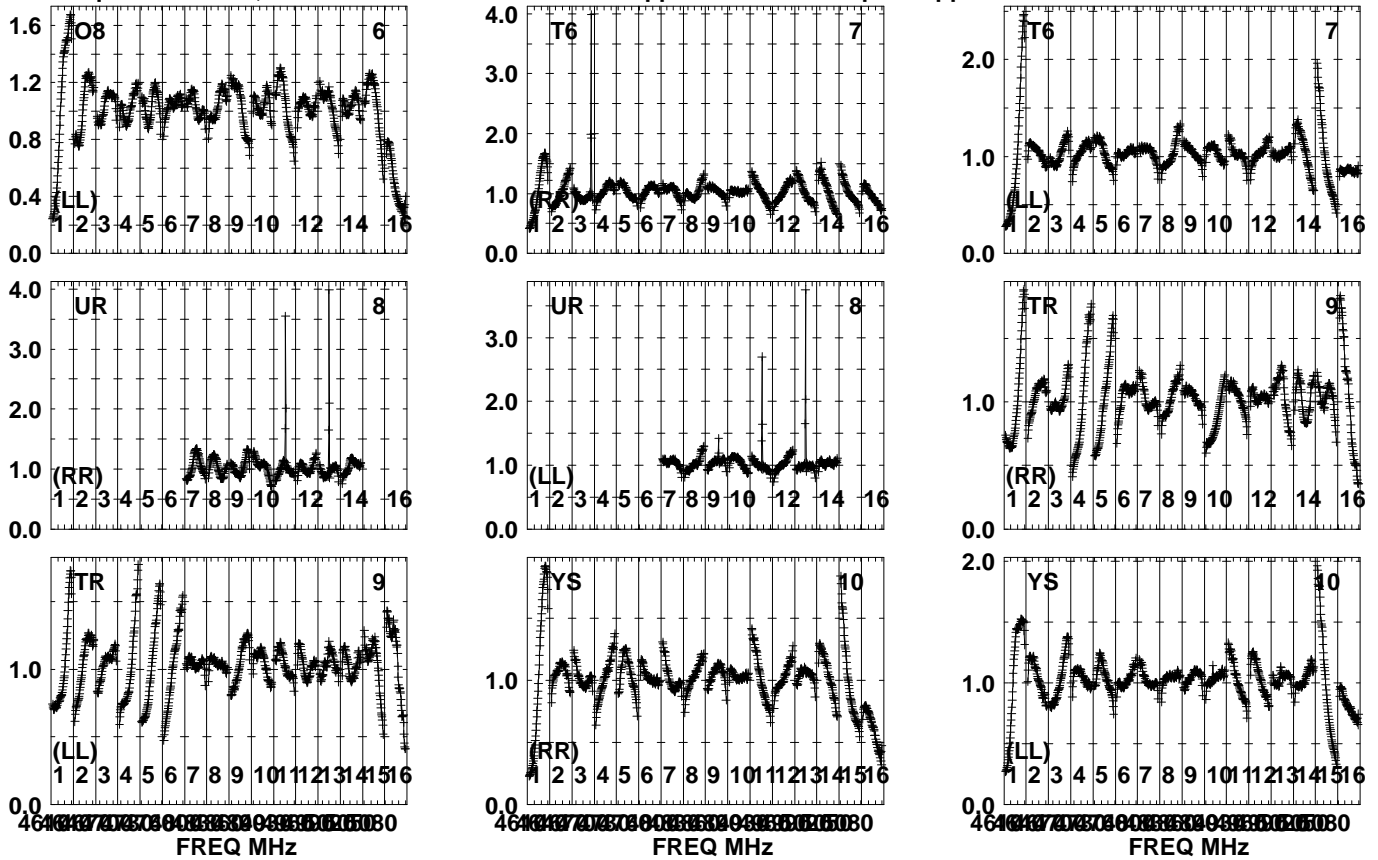 1.6 O8 6
1.2
0.8
0.4 (LL)
1 2 3 4 5 6 7 8 9 10 12 14 16
0.0
4.0 T6 7
3.0
2.0
1.0 (RR)
1 2 3 4 5 6 7 8 9 10 12 14 16
0.0
T6 7
2.0
1.0
(LL)
1 2 3 4 5 6 7 8 9 10 12 14 16
0.0
4.0 UR 8
3.0
2.0
1.0 (RR)
1 2 3 4 5 6 7 8 9 10 12 14 16
0.0
UR 8
3.0
2.0
1.0 (LL)
1 2 3 4 5 6 7 8 9 10 12 14 16
0.0
TR 9
1.0
(RR)
1 2 3 4 5 6 7 8 9 10 12 14 16
0.0
TR 9
1.0
(LL)
1 2 3 4 5 6 7 8 9 10 11 12 13 14 15 16
0.0
FREQ MHz
YS 10
1.0
(RR)
1 2 3 4 5 6 7 8 9 10 11 12 13 14 15 16
0.0
FREQ MHz
2.0 YS 10
1.0
(LL)
1 2 3 4 5 6 7 8 9 10 11 12 13 14 15 16
0.0
FREQ MHz